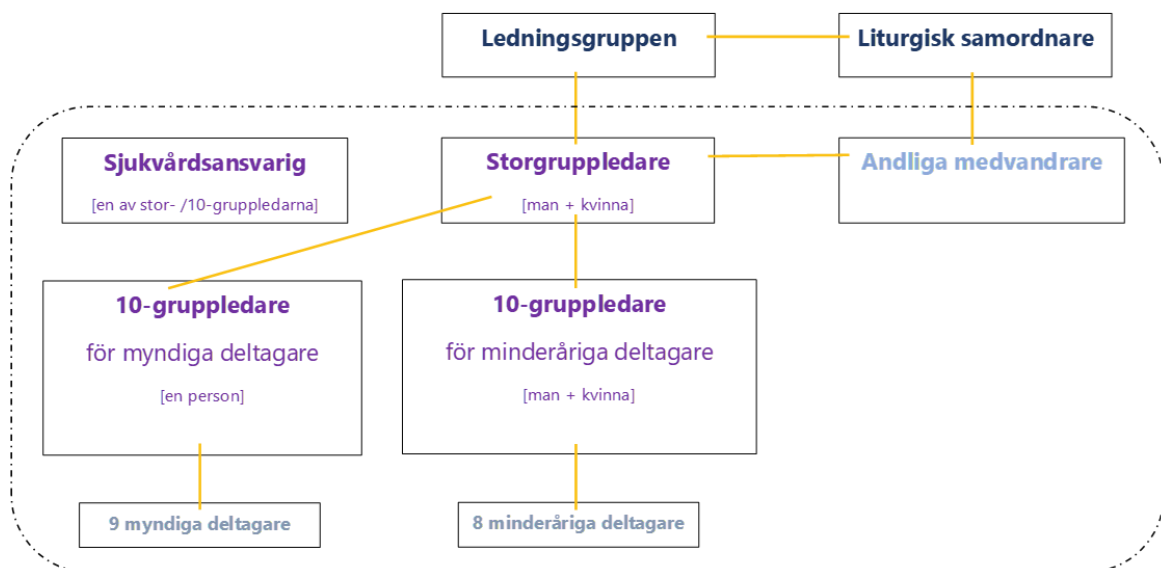 Ledningsgruppen
Liturgisk samordnare
Sjukvårdsansvarig
[en av stor- /10-gruppledarna]
Storgruppledare
[man + kvinna]
Andliga medvandrare
10-gruppledare
för myndiga deltagare
[en person]
10-gruppledare
för minderåriga deltagare
[man + kvinna]
9 myndiga deltagare
8 minderåriga deltagare